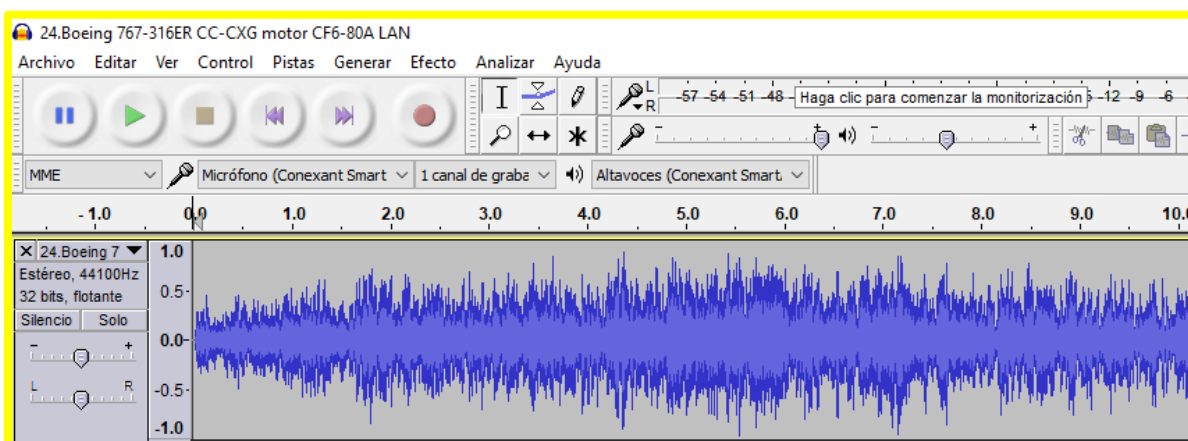 24.Boeing 767-316ER CC-CXG motor CF6-80A LAN
Archivo Editar Ver Control Pistas Generar Efecto Analizar Ayuda
L
R
-57 -54 -51 -48 Haga clic para comenzar la monitorización -12 -9 -6
- + - +
MME Micrófono (Conexant Smart 1 canal de graba Altavoces (Conexant Smart
- 1.0 0.0 1.0 2.0 3.0 4.0 5.0 6.0 7.0 8.0 9.0 10.
X 24.Boeing 7 1.0
Estéreo, 44100Hz
32 bits, flotante 0.5-
Silencio Solo
- + 0.0-
L R -0.5-
-1.0